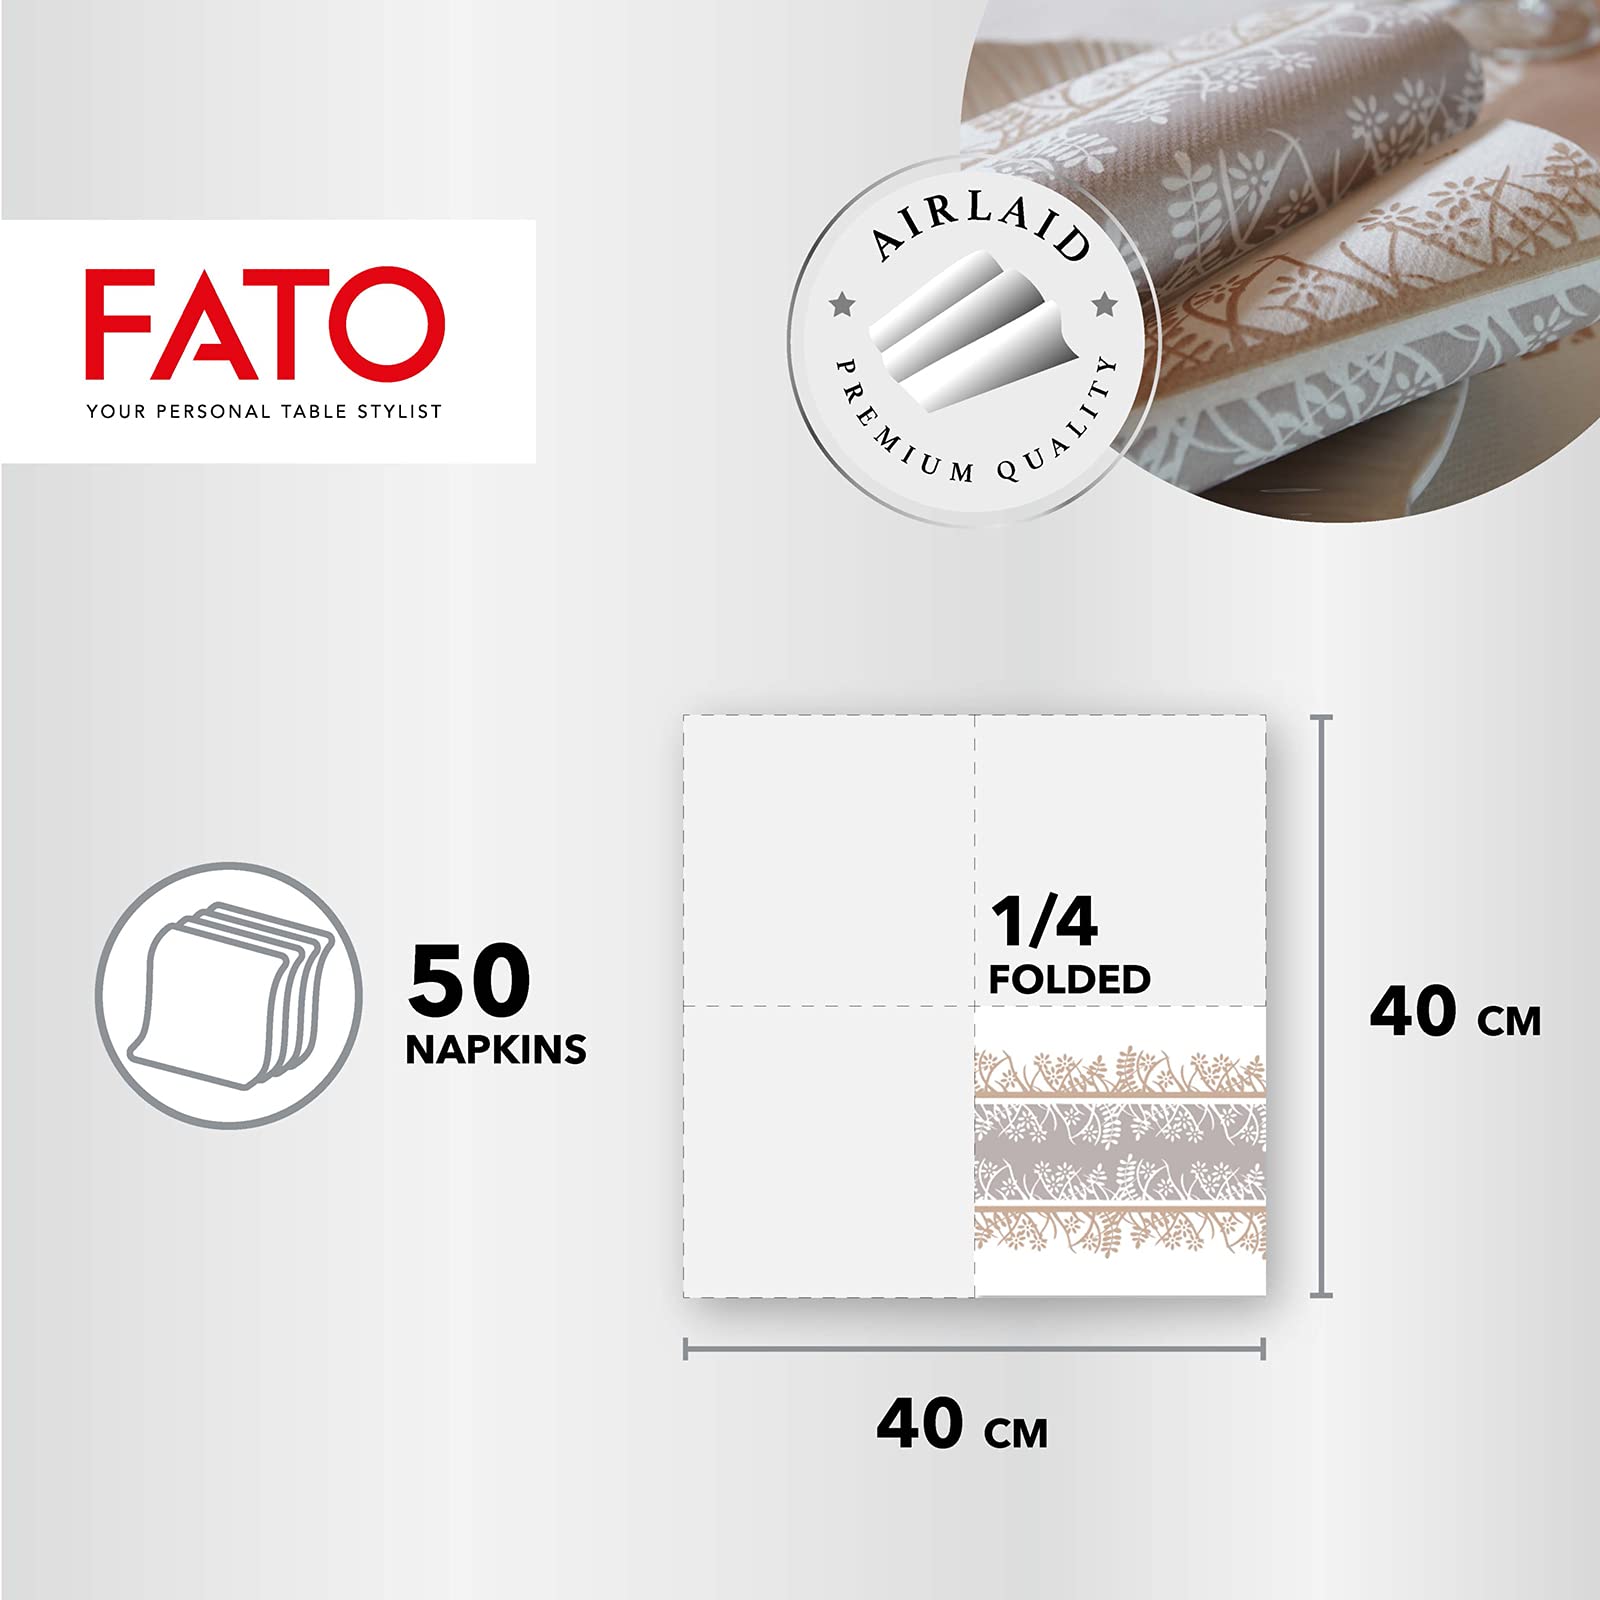 FATO
YOUR PERSONAL TABLE STYLIST
AIRLAID
PREMIUM QUALITY
50
NAPKINS
1/4
FOLDED
40 CM
40 CM